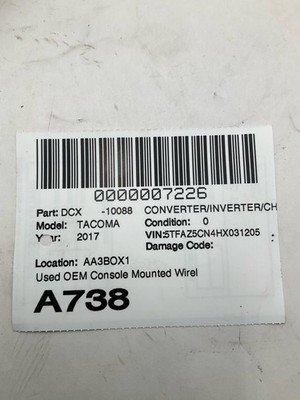 0000007226
Part: DCX -10088 CONVERTER/INVERTER/CH
Model: TACOMA Condition: 0
Year: 2017 VIN:5TFAZ5CN4HX031205
Damage Code:
Location: AA3BOX1
Used OEM Console Mounted Wirel
A738